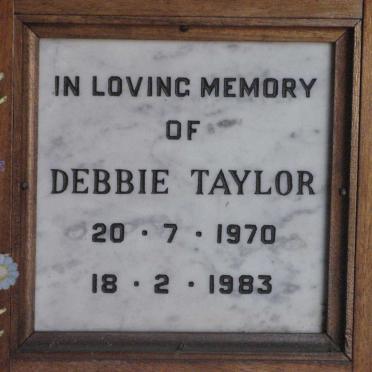 IN LOVING MEMORY
OF
DEBBIE TAYLOR
20 · 7 · 1970
18 · 2 · 1983